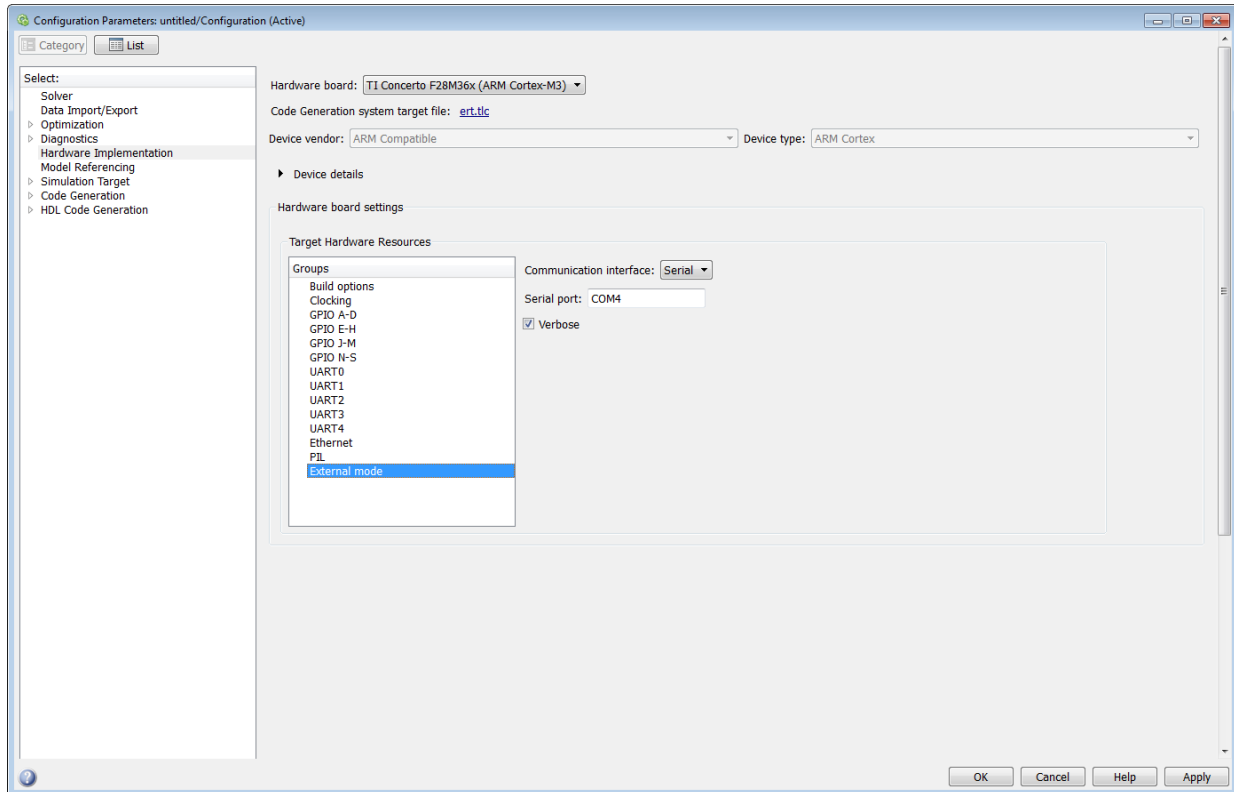 Configuration Parameters: untitled/Configuration (Active)
Category
List
Select:
Solver
Data Import/Export
Optimization
Diagnostics
Hardware Implementation
Model Referencing
Simulation Target
Code Generation
HDL Code Generation
Hardware board: TI Concerto F28M36x (ARM Cortex-M3)
Code Generation system target file: ert.tlc
Device vendor: ARM Compatible Device type: ARM Cortex
Device details
Hardware board settings
Target Hardware Resources
Groups
Build options
Clocking
GPIO A-D
GPIO E-H
GPIO J-M
GPIO N-S
UART0
UART1
UART2
UART3
UART4
Ethernet
PIL
External mode
Communication interface: Serial
Serial port: COM4
Verbose
OK Cancel Help Apply